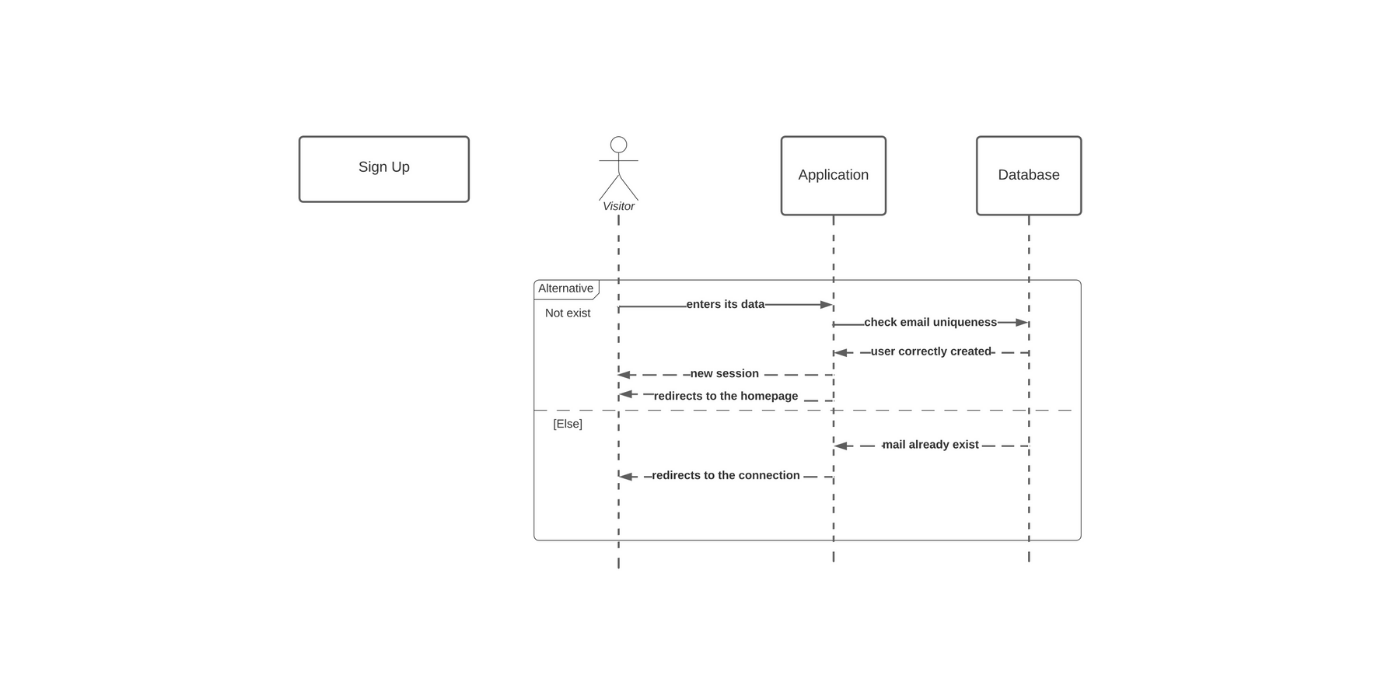 Sign Up
Visitor
Application
Database
Alternative
Not exist
enters its data
check email uniqueness
user correctly created
new session
redirects to the homepage
[Else]
mail already exist
redirects to the connection